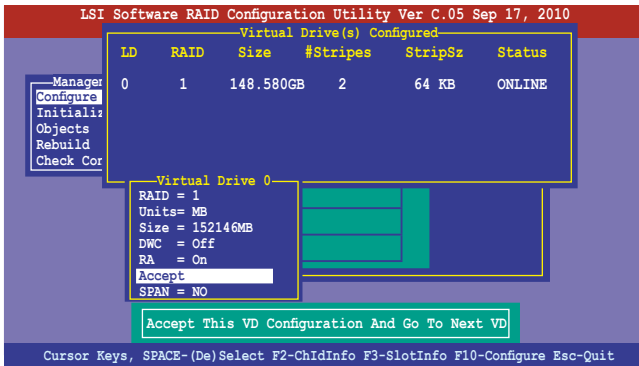 LSI Software RAID Configuration Utility Ver C.05 Sep 17, 2010
Virtual Drive(s) Configured
LD RAID Size #Stripes StripSz Status
0 1 148.580GB 2 64 KB ONLINE
Managem
Configure
Initializ
Objects
Rebuild
Check Con
Virtual Drive 0
RAID = 1
Units= MB
Size = 152146MB
DWC = Off
RA = On
Accept
SPAN = NO
Accept This VD Configuration And Go To Next VD
Cursor Keys, SPACE-(De)Select F2-ChIdInfo F3-SlotInfo F10-Configure Esc-Quit